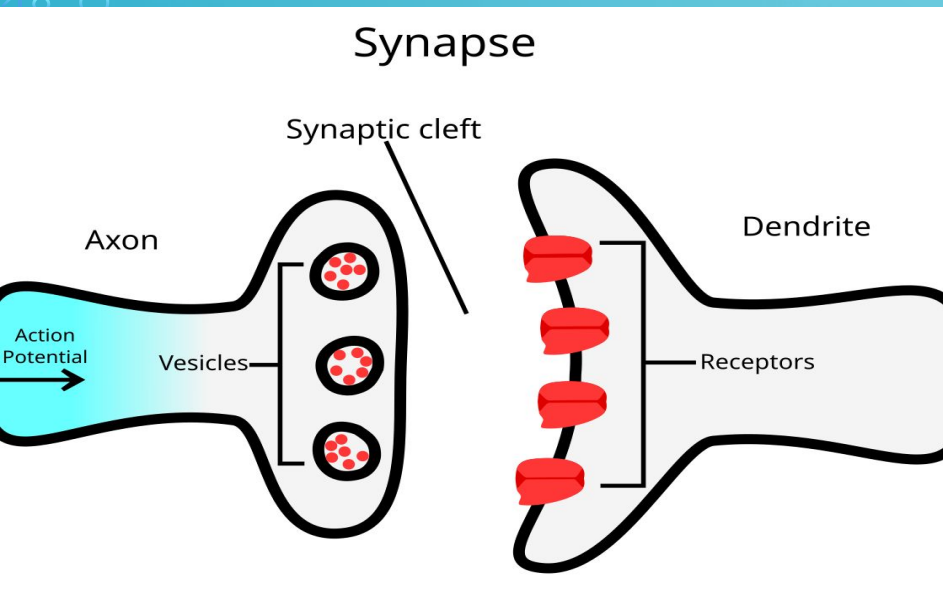 Synapse
Synaptic cleft
Axon
Dendrite
Action
Potential
Vesicles
Receptors